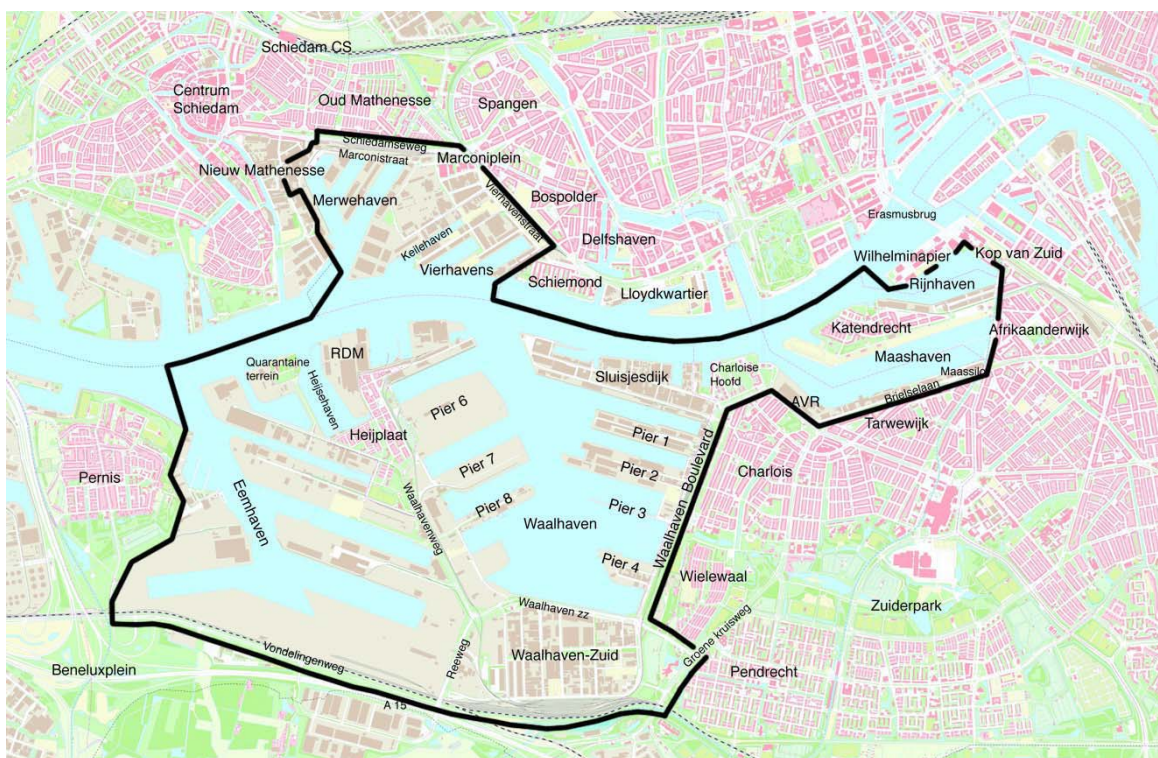 Schiedam CS
Centrum
Schiedam
Oud Mathenesse
Spangen
Schiedamseweg
Marconistraat
Marconiplein
Nieuw Mathenesse
Merwehaven
Vierhavenstraat
Bospolder
Keilehaven
Delfshaven
Erasmusbrug
Vierhavens
Wilhelminapier
Kop van Zuid
Schiemond
Lloydkwartier
Rijnhaven
Katendrecht
Afrikaanderwijk
RDM
Quarantaine
terrein
Heijsehaven
Sluisjesdijk
Charloise
Hoofd
Maashaven
Maassilo
Brielselaan
AVR
Tarwewijk
Pier 6
Heijplaat
Pier 1
Pier 7
Pier 2
Charlois
Pernis
Eemhaven
Waalhavenweg
Pier 8
Waalhaven
Pier 3
Waalhaven Boulevard
Pier 4
Wielewaal
Zuiderpark
Waalhaven zz
Groene kruisweg
Waalhaven-Zuid
Reeweg
Vondelingenweg
Beneluxplein
Pendrecht
A 15